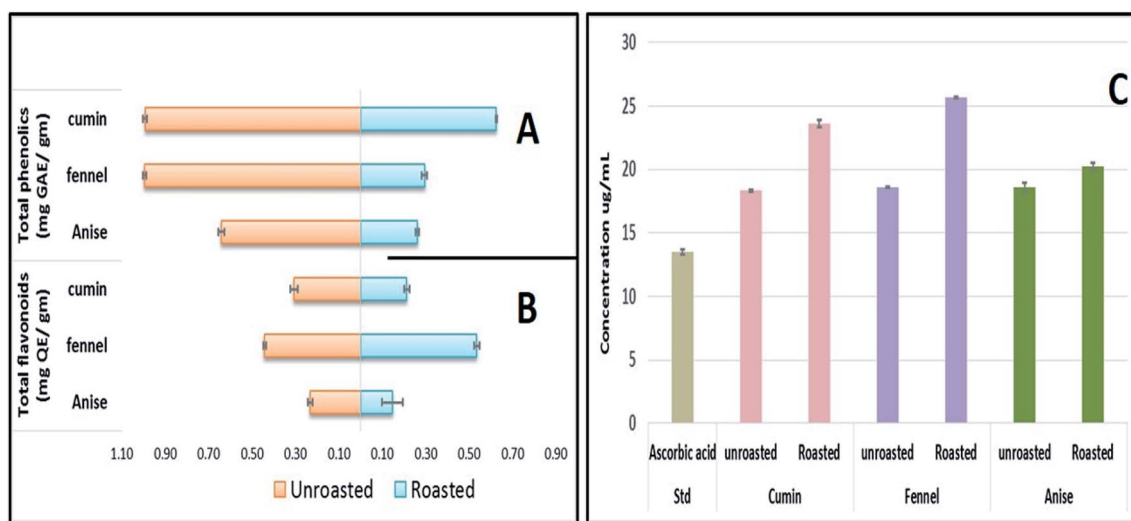 Total phenolics
(mg GAE/ gm)
cumin
fennel
Anise
A
Total flavonoids
(mg QE/ gm)
cumin
fennel
Anise
B
1.10 0.90 0.70 0.50 0.30 0.10 0.10 0.30 0.50 0.70 0.90
Unroasted Roasted
C
Concentration ug/mL
30
25
20
15
10
5
0
Ascorbic acid unroasted Roasted unroasted Roasted unroasted Roasted
Std Cumin Fennel Anise